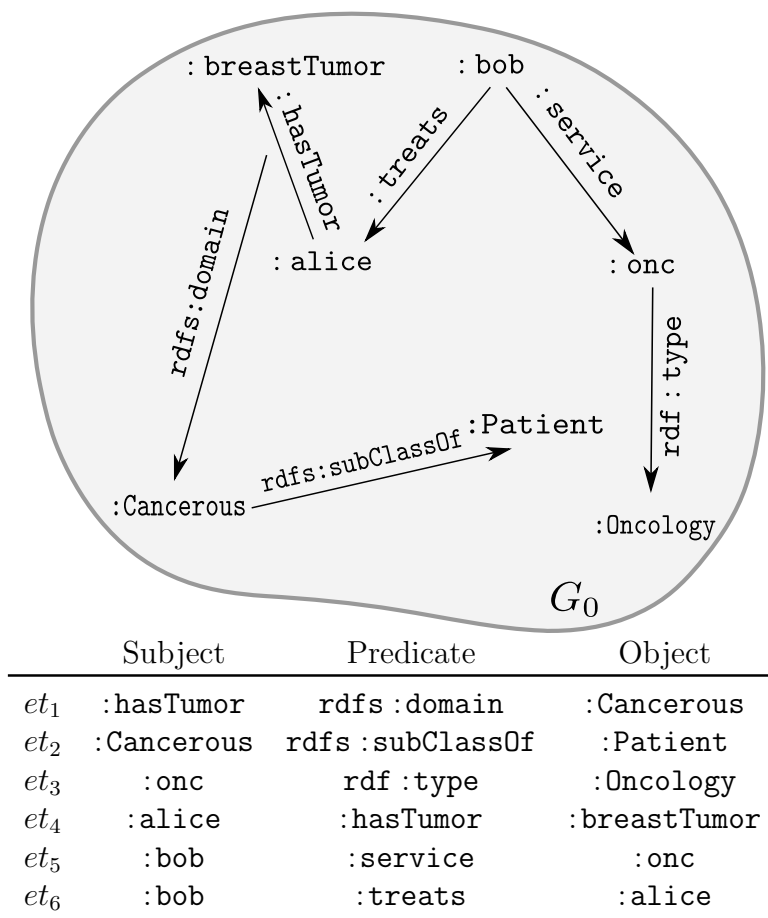 :breastTumor :bob
:hasTumor
:treats
:service
rdfs:domain
:alice :onc
rdf:type
:Patient
rdfs:subClassOf
:Cancerous
:Oncology
G0
Subject Predicate Object
et1 :hasTumor rdfs:domain :Cancerous
et2 :Cancerous rdfs:subClassOf :Patient
et3 :onc rdf:type :Oncology
et4 :alice :hasTumor :breastTumor
et5 :bob :service :onc
et6 :bob :treats :alice